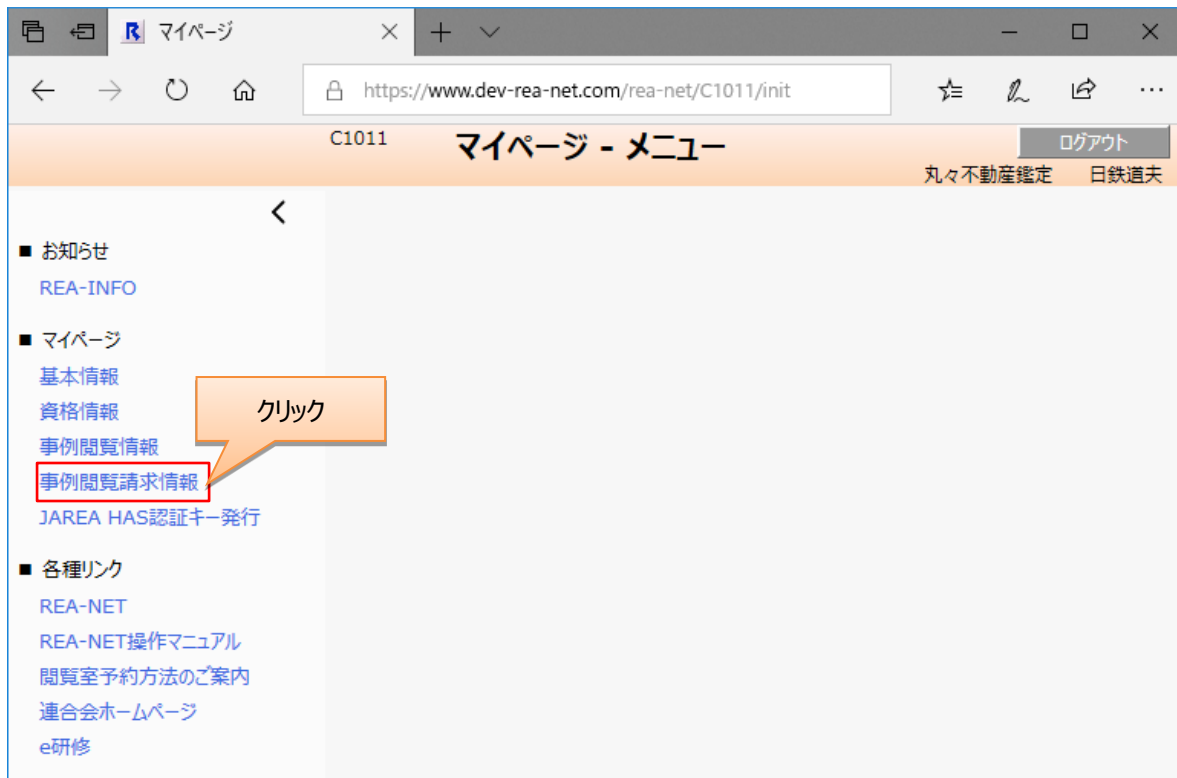 マイページ
https://www.dev-rea-net.com/rea-net/C1011/init
C1011 マイページ - メニュー ログアウト
丸々不動産鑑定 日鉄道夫
■ お知らせ
REA-INFO
■ マイページ
基本情報
資格情報
クリック
事例閲覧情報
事例閲覧請求情報
JAREA HAS認証キー発行
■ 各種リンク
REA-NET
REA-NET操作マニュアル
閲覧室予約方法のご案内
連合会ホームページ
e研修